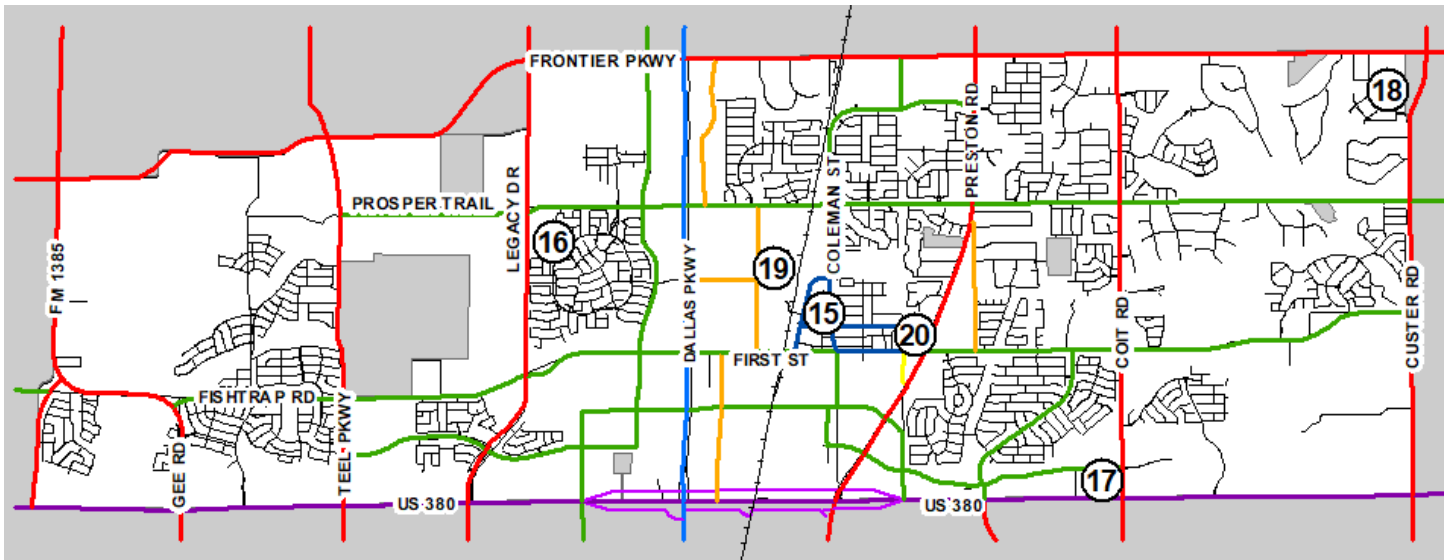 FRONTIER PKWY
18
PRESTON RD
COLEMAN ST
LEGACY DR
PROSPER TRAIL
16
19
FM 1385
DALLAS PKWY
15
20
COIT RD
CUSTER RD
FIRST ST
FISHTRAP RD
TEEL PKWY
GEE RD
17
US 380
US 380